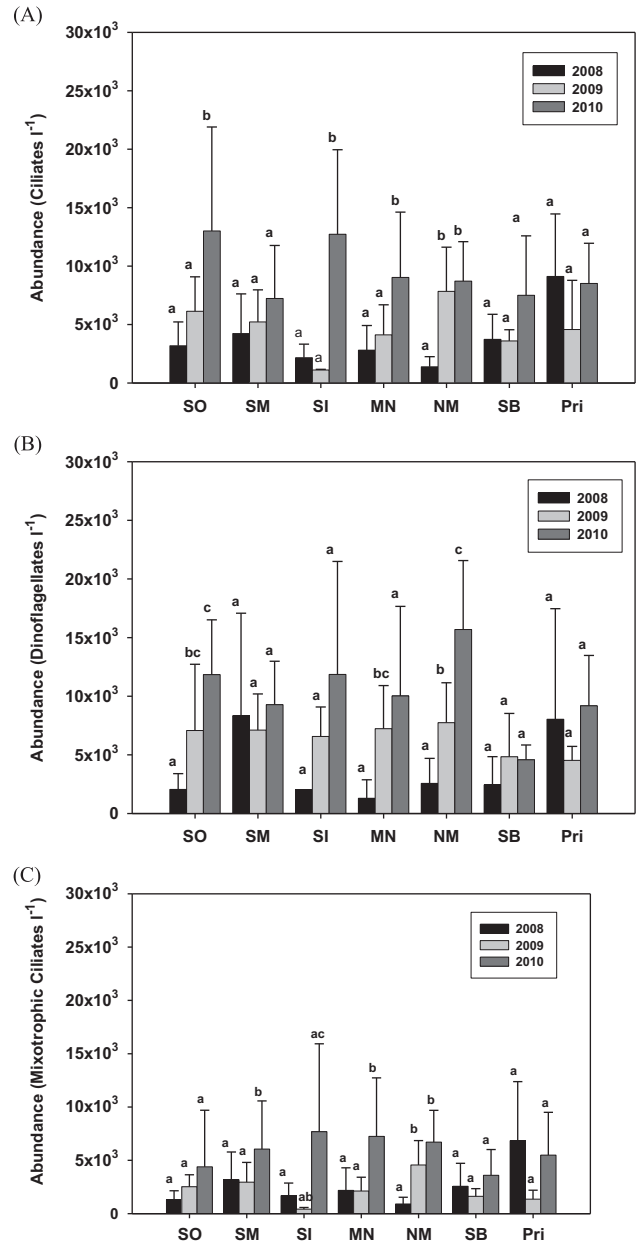 (A)
Abundance (Ciliates l⁻¹)
30x10³
25x10³
20x10³
15x10³
10x10³
5x10³
0
2008
2009
2010
a a b
a a a
a a b
a a b
a b b
a a a
a a a
SO SM SI MN NM SB Pri
(B)
Abundance (Dinoflagellates l⁻¹)
30x10³
25x10³
20x10³
15x10³
10x10³
5x10³
0
2008
2009
2010
a bc c
a a a
a a a
a bc a
a b c
a a a
a a a
SO SM SI MN NM SB Pri
(C)
Abundance (Mixotrophic Ciliates l⁻¹)
30x10³
25x10³
20x10³
15x10³
10x10³
5x10³
0
2008
2009
2010
a a a
a a b
a ab ac
a a b
a b b
a a a
a a a
SO SM SI MN NM SB Pri